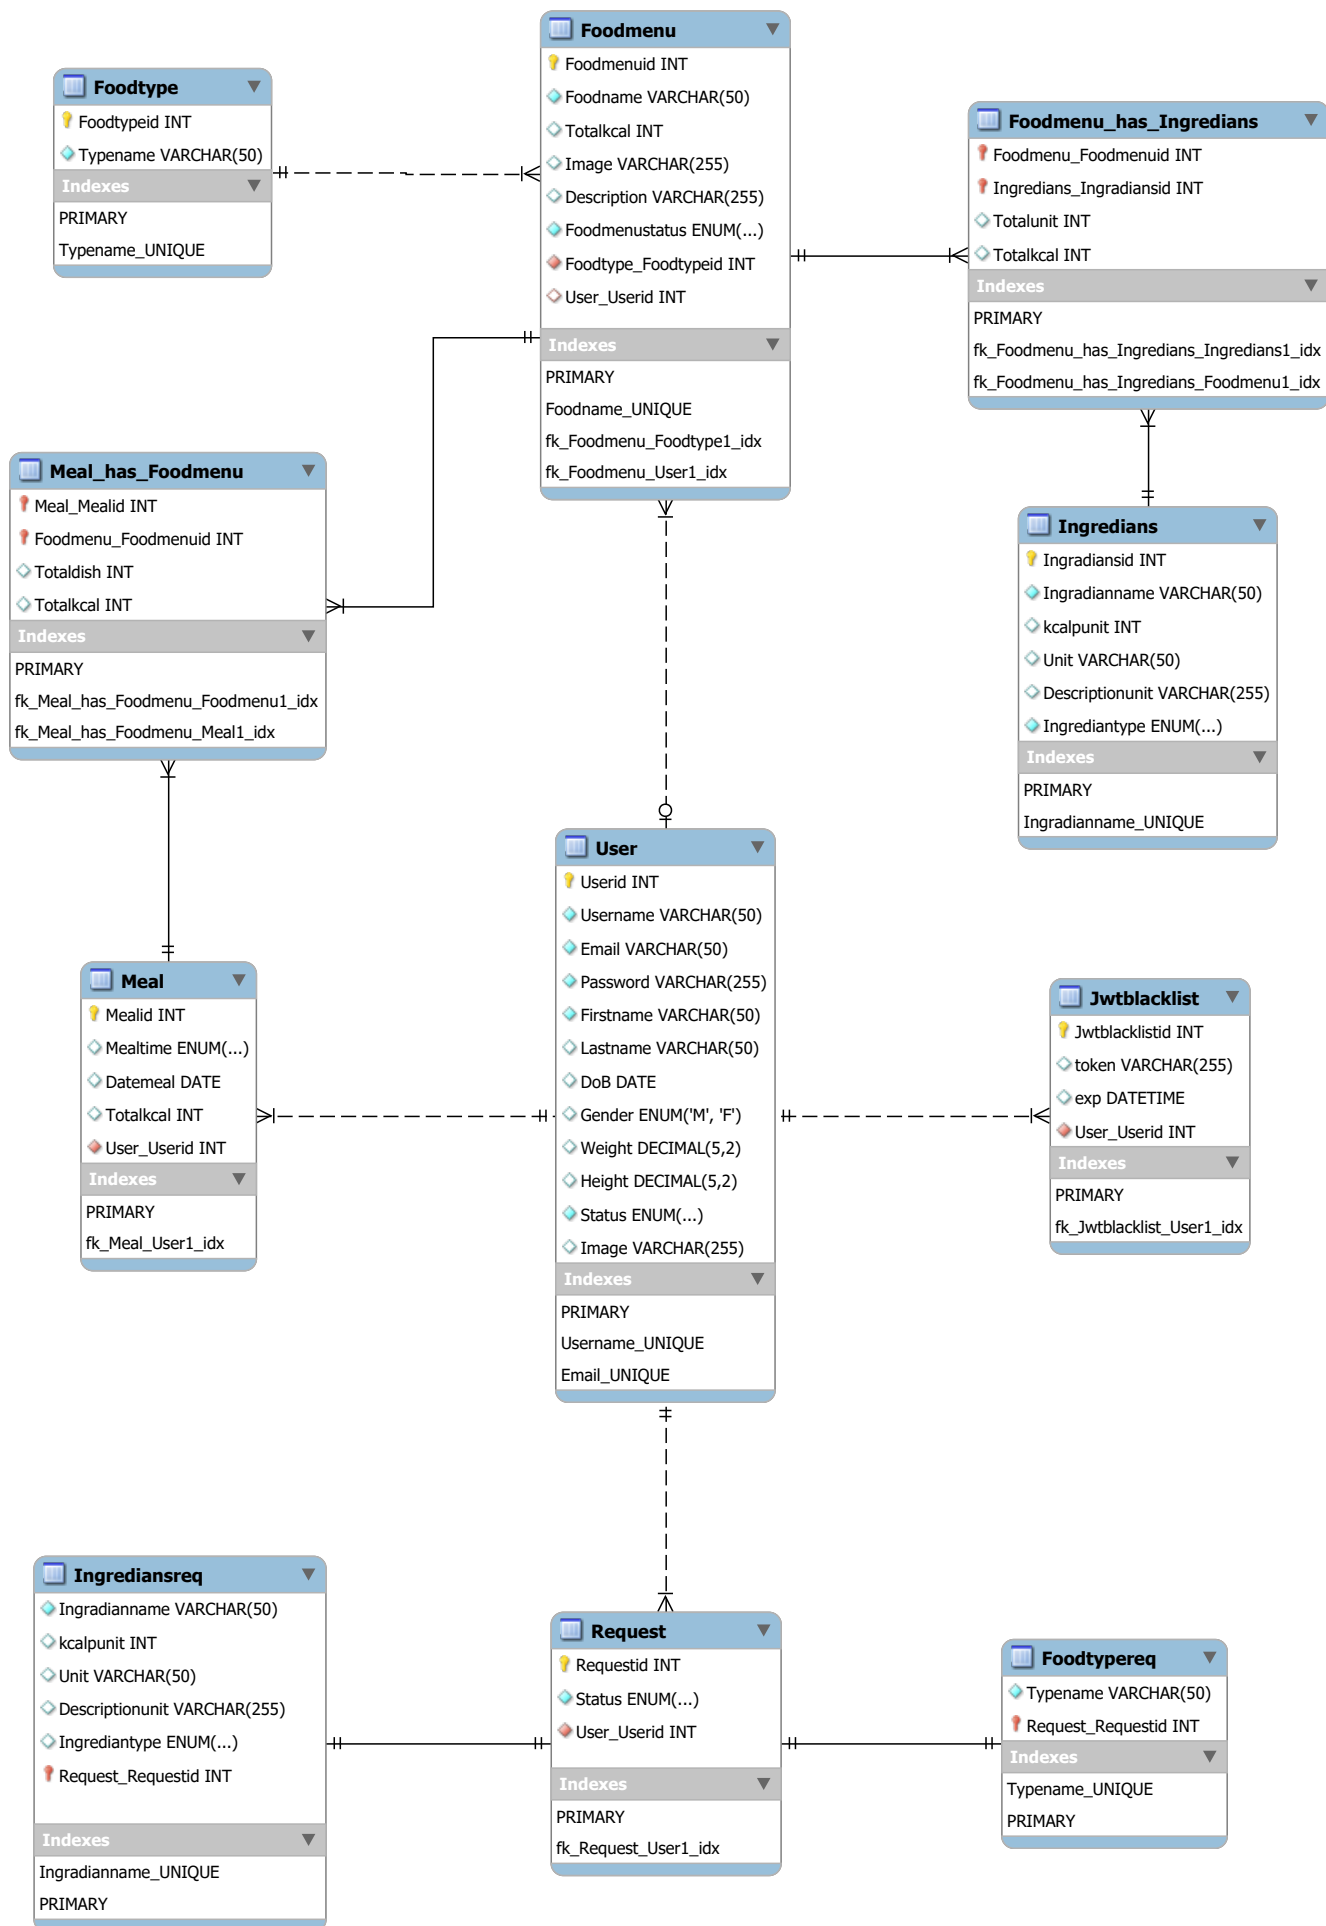 Foodmenu
Foodmenuid INT
Foodname VARCHAR(50)
Totalkcal INT
Image VARCHAR(255)
Description VARCHAR(255)
Foodmenustatus ENUM(...)
Foodtype_Foodtypeid INT
User_Userid INT
Indexes
PRIMARY
Foodname_UNIQUE
fk_Foodmenu_Foodtype1_idx
fk_Foodmenu_User1_idx
Foodtype
Foodtypeid INT
Typename VARCHAR(50)
Indexes
PRIMARY
Typename_UNIQUE
Foodmenu_has_Ingredians
Foodmenu_Foodmenuid INT
Ingredians_Ingradiansid INT
Totalunit INT
Totalkcal INT
Indexes
PRIMARY
fk_Foodmenu_has_Ingredians_Ingredians1_idx
fk_Foodmenu_has_Ingredians_Foodmenu1_idx
Meal_has_Foodmenu
Meal_Mealid INT
Foodmenu_Foodmenuid INT
Totaldish INT
Totalkcal INT
Indexes
PRIMARY
fk_Meal_has_Foodmenu_Foodmenu1_idx
fk_Meal_has_Foodmenu_Meal1_idx
Ingredians
Ingradiansid INT
Ingradianname VARCHAR(50)
kcalpunit INT
Unit VARCHAR(50)
Descriptionunit VARCHAR(255)
Ingrediantype ENUM(...)
Indexes
PRIMARY
Ingradianname_UNIQUE
User
Userid INT
Username VARCHAR(50)
Email VARCHAR(50)
Password VARCHAR(255)
Firstname VARCHAR(50)
Lastname VARCHAR(50)
DoB DATE
Gender ENUM('M', 'F')
Weight DECIMAL(5,2)
Height DECIMAL(5,2)
Status ENUM(...)
Image VARCHAR(255)
Indexes
PRIMARY
Username_UNIQUE
Email_UNIQUE
Meal
Mealid INT
Mealtime ENUM(...)
Datemeal DATE
Totalkcal INT
User_Userid INT
Indexes
PRIMARY
fk_Meal_User1_idx
Jwtblacklist
Jwtblacklistid INT
token VARCHAR(255)
exp DATETIME
User_Userid INT
Indexes
PRIMARY
fk_Jwtblacklist_User1_idx
Ingrediansreq
Ingradianname VARCHAR(50)
kcalpunit INT
Unit VARCHAR(50)
Descriptionunit VARCHAR(255)
Ingrediantype ENUM(...)
Request_Requestid INT
Indexes
Ingradianname_UNIQUE
PRIMARY
Request
Requestid INT
Status ENUM(...)
User_Userid INT
Indexes
PRIMARY
fk_Request_User1_idx
Foodtypereq
Typename VARCHAR(50)
Request_Requestid INT
Indexes
Typename_UNIQUE
PRIMARY